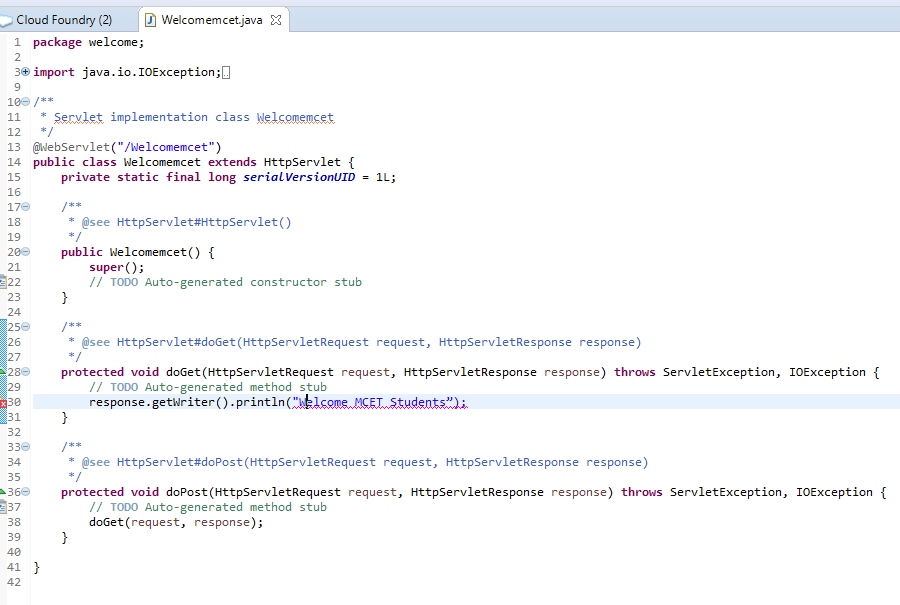 Cloud Foundry (2) Welcomemcet.java
1 package welcome;
2
3 import java.io.IOException;
9
10 /**
11  * Servlet implementation class Welcomemcet
12  */
13 @WebServlet("/Welcomemcet")
14 public class Welcomemcet extends HttpServlet {
15     private static final long serialVersionUID = 1L;
16
17     /**
18      * @see HttpServlet#HttpServlet()
19      */
20     public Welcomemcet() {
21         super();
22         // TODO Auto-generated constructor stub
23     }
24
25     /**
26      * @see HttpServlet#doGet(HttpServletRequest request, HttpServletResponse response)
27      */
28     protected void doGet(HttpServletRequest request, HttpServletResponse response) throws ServletException, IOException {
29         // TODO Auto-generated method stub
30         response.getWriter().println("Welcome MCET Students”);
31     }
32
33     /**
34      * @see HttpServlet#doPost(HttpServletRequest request, HttpServletResponse response)
35      */
36     protected void doPost(HttpServletRequest request, HttpServletResponse response) throws ServletException, IOException {
37         // TODO Auto-generated method stub
38         doGet(request, response);
39     }
40
41 }
42